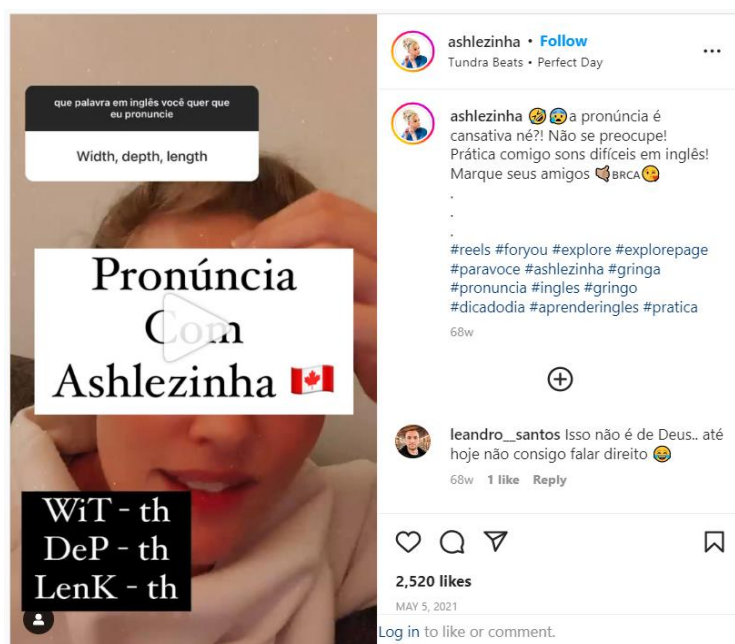 que palavra em inglês você quer que
eu pronuncie
Width, depth, length
Pronúncia
Com
Ashlezinha 🇨🇦
WiT - th
DeP - th
LenK - th
ashlezinha • Follow
Tundra Beats • Perfect Day
ashlezinha 🤣😰a pronúncia é
cansativa né?! Não se preocupe!
Prática comigo sons difíceis em inglês!
Marque seus amigos 🤙🏽BRCA😘
.
.
.
#reels #foryou #explore #explorepage
#paravoce #ashlezinha #gringa
#pronuncia #ingles #gringo
#dicadodia #aprenderingles #pratica
68w
leandro__santos Isso não é de Deus.. até
hoje não consigo falar direito 😂
68w 1 like Reply
2,520 likes
MAY 5, 2021
Log in to like or comment.